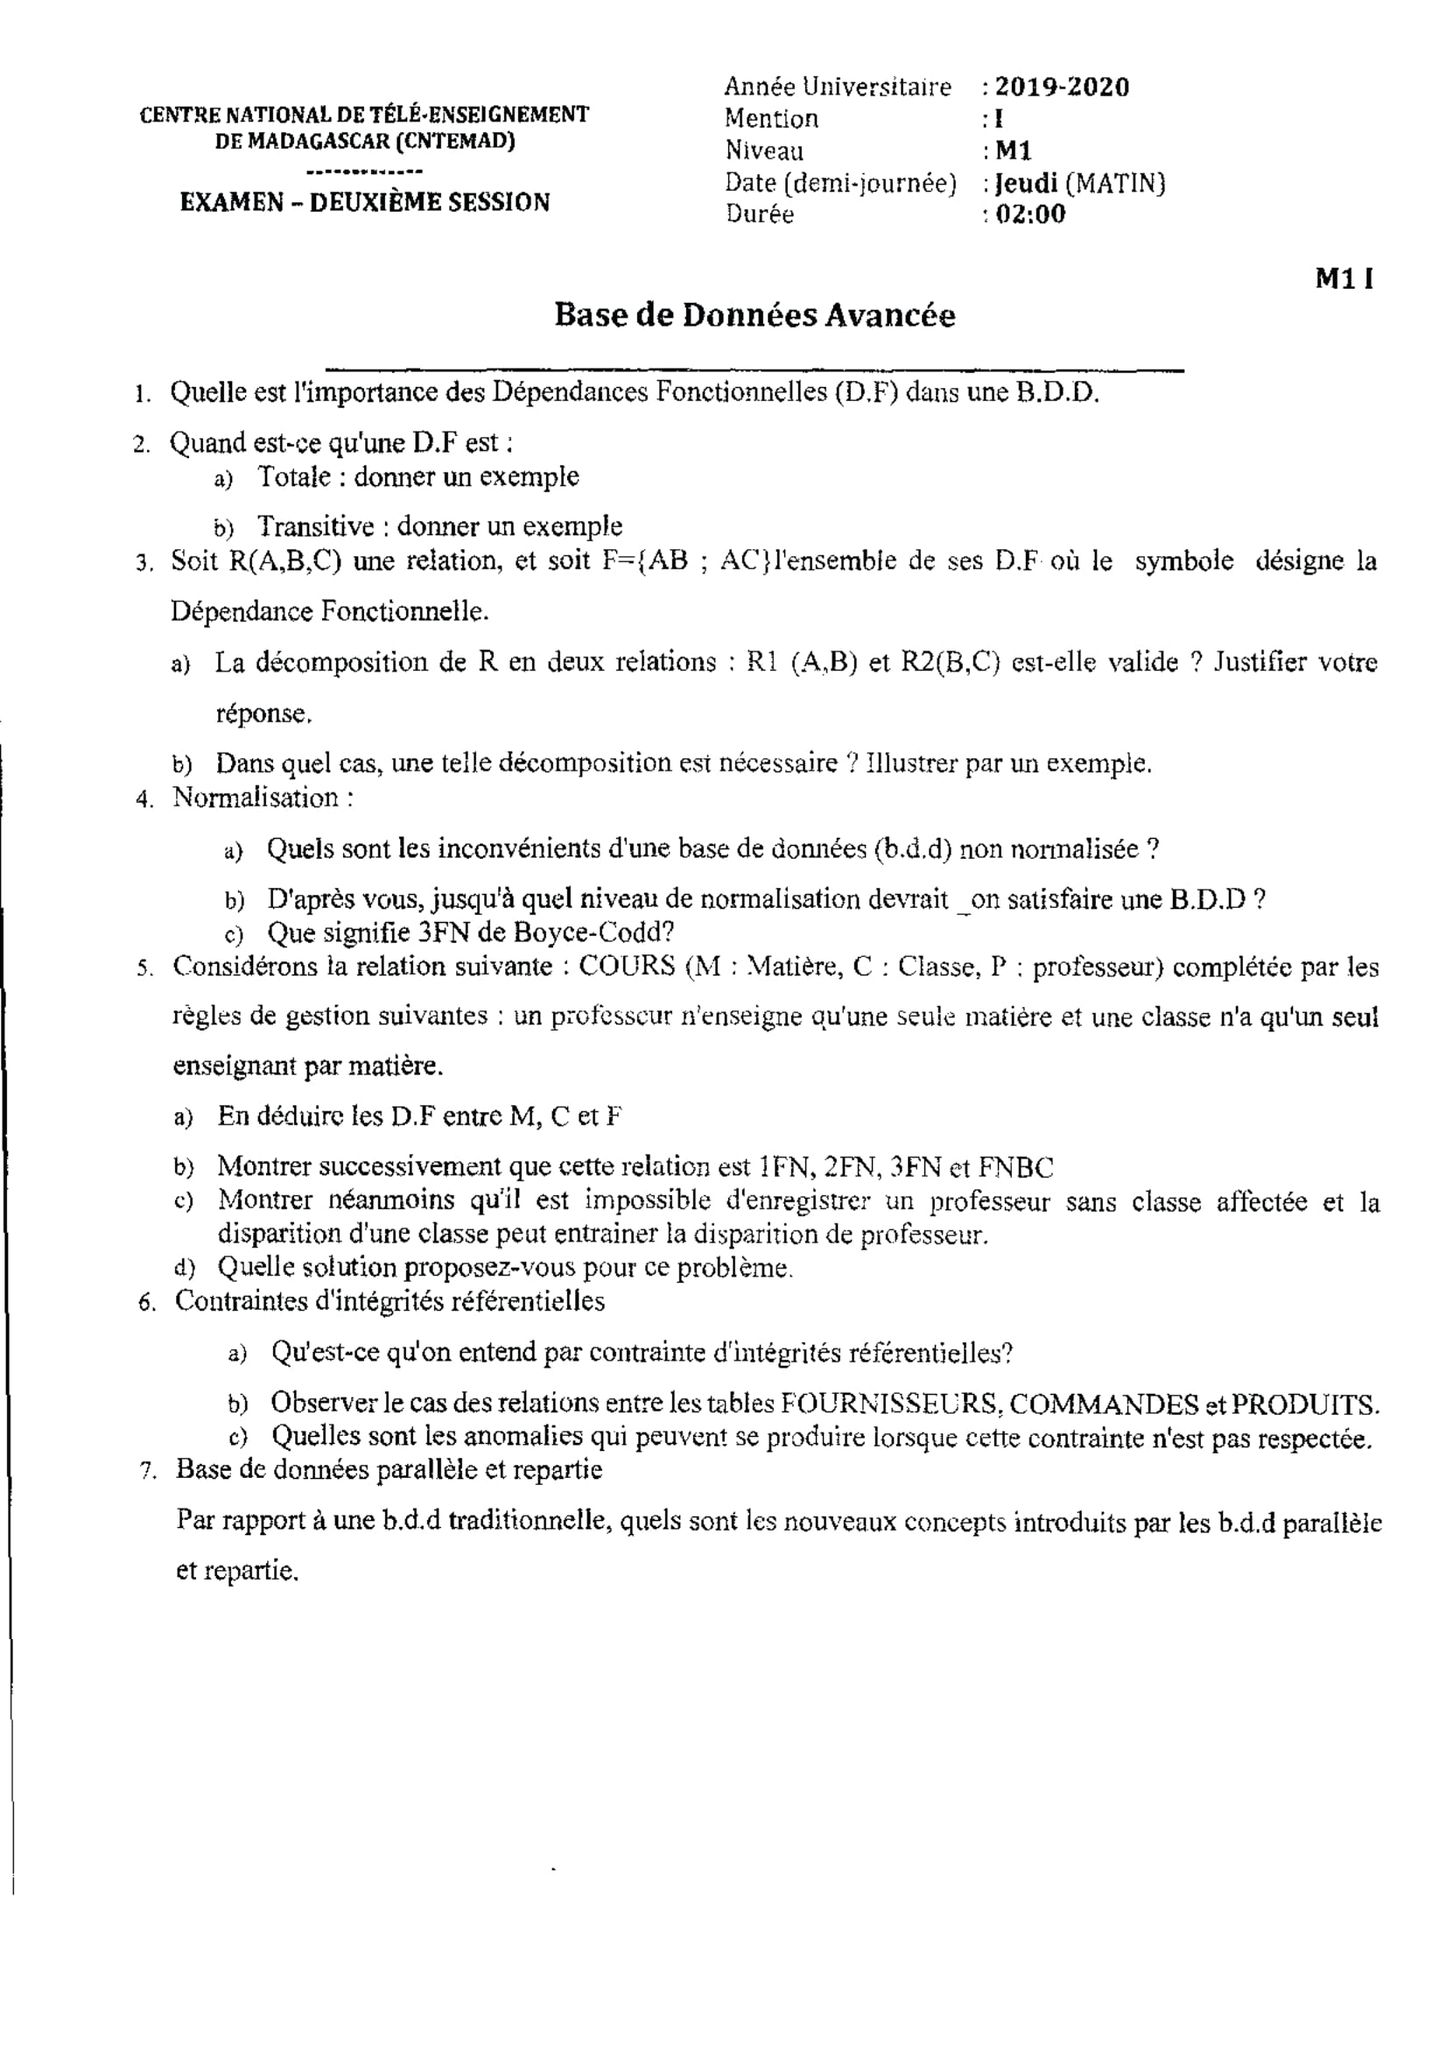 CENTRE NATIONAL DE TÉLÉ-ENSEIGNEMENT
DE MADAGASCAR (CNTEMAD)
-------------
EXAMEN – DEUXIÈME SESSION
Année Universitaire : 2019-2020
Mention : I
Niveau : M1
Date (demi-journée) : Jeudi (MATIN)
Durée : 02:00
M1 I
Base de Données Avancée
1. Quelle est l'importance des Dépendances Fonctionnelles (D.F) dans une B.D.D.
2. Quand est-ce qu'une D.F est :
a) Totale : donner un exemple
b) Transitive : donner un exemple
3. Soit R(A,B,C) une relation, et soit F={AB ; AC}l'ensemble de ses D.F où le symbole désigne la
Dépendance Fonctionnelle.
a) La décomposition de R en deux relations : R1 (A,B) et R2(B,C) est-elle valide ? Justifier votre
réponse.
b) Dans quel cas, une telle décomposition est nécessaire ? Illustrer par un exemple.
4. Normalisation :
a) Quels sont les inconvénients d'une base de données (b.d.d) non normalisée ?
b) D'après vous, jusqu'à quel niveau de normalisation devrait _on satisfaire une B.D.D ?
c) Que signifie 3FN de Boyce-Codd?
5. Considérons la relation suivante : COURS (M : Matière, C : Classe, P : professeur) complétée par les
règles de gestion suivantes : un professeur n'enseigne qu'une seule matière et une classe n'a qu'un seul
enseignant par matière.
a) En déduire les D.F entre M, C et F
b) Montrer successivement que cette relation est 1FN, 2FN, 3FN et FNBC
c) Montrer néanmoins qu'il est impossible d'enregistrer un professeur sans classe affectée et la
disparition d'une classe peut entrainer la disparition de professeur.
d) Quelle solution proposez-vous pour ce problème.
6. Contraintes d'intégrités référentielles
a) Qu'est-ce qu'on entend par contrainte d'intégrités référentielles?
b) Observer le cas des relations entre les tables FOURNISSEURS, COMMANDES et PRODUITS.
c) Quelles sont les anomalies qui peuvent se produire lorsque cette contrainte n'est pas respectée.
7. Base de données parallèle et repartie
Par rapport à une b.d.d traditionnelle, quels sont les nouveaux concepts introduits par les b.d.d parallèle
et repartie.